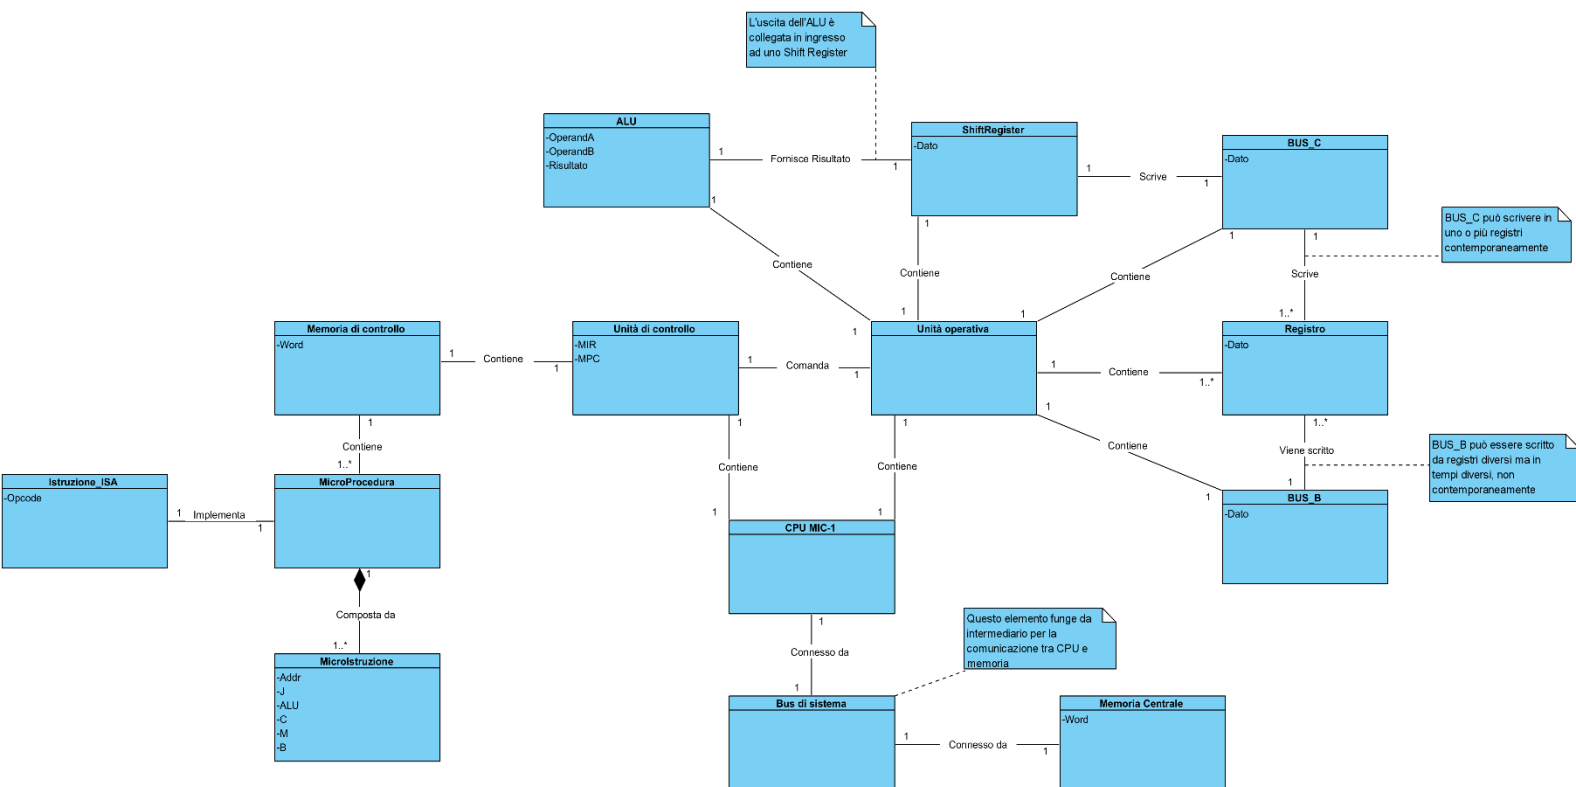 L'uscita dell'ALU è
collegata in ingresso
ad uno Shift Register
ALU
-OperandA
-OperandB
-Risultato
1
Fornisce Risultato
1
ShiftRegister
-Dato
1
Scrive
1
BUS_C
-Dato
BUS_C può scrivere in
uno o più registri
contemporaneamente
1
Contiene
1
1
Contiene
1
1
Contiene
1
1
Scrive
1..*
Memoria di controllo
-Word
1
Contiene
1
Unità di controllo
-MIR
-MPC
1
Comanda
1
Unità operativa
1
Contiene
1..*
Registro
-Dato
1
Contiene
1..*
1
Contiene
1
1
Contiene
1
1
Contiene
1
1..*
Viene scritto
1
BUS_B può essere scritto
da registri diversi ma in
tempi diversi, non
contemporaneamente
Istruzione_ISA
-Opcode
1
Implementa
1
MicroProcedura
BUS_B
-Dato
CPU MIC-1
1
Composta da
1..*
MicroIstruzione
-Addr
-J
-ALU
-C
-M
-B
1
Connesso da
1
Questo elemento funge da
intermediario per la
comunicazione tra CPU e
memoria
Bus di sistema
1
Connesso da
1
Memoria Centrale
-Word